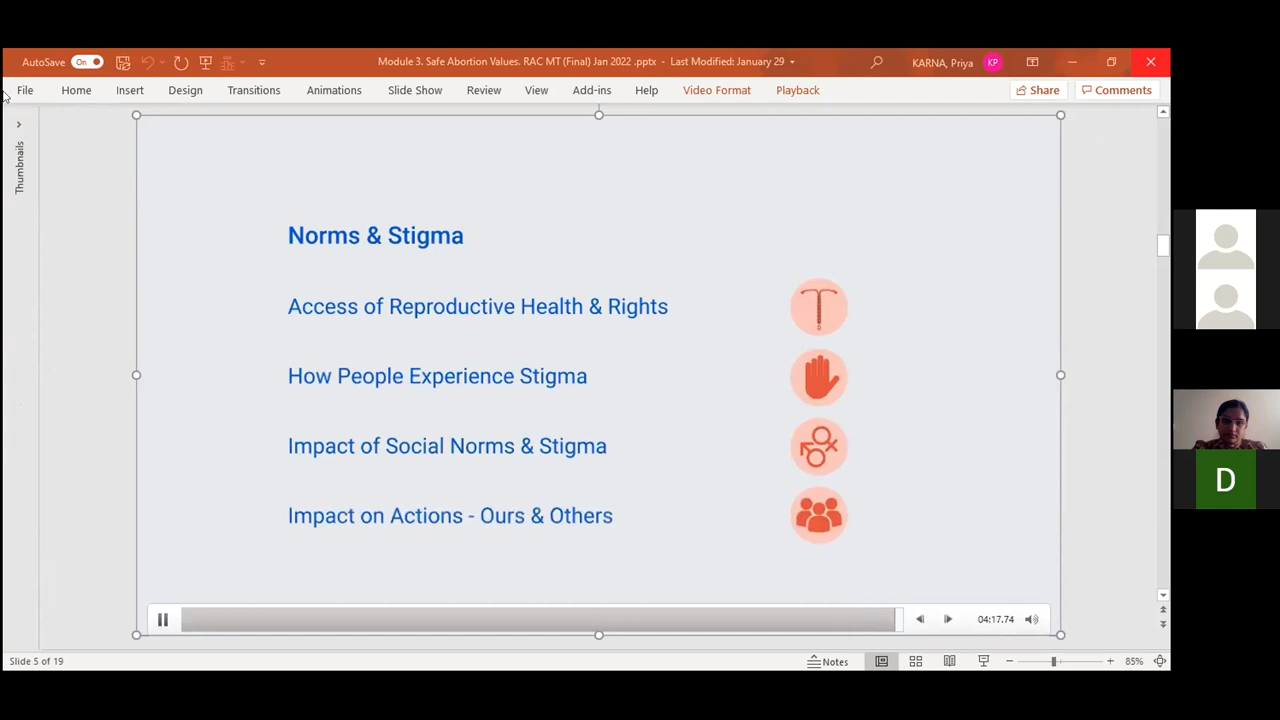 AutoSave On Module 3. Safe Abortion Values. RAC MT (Final) Jan 2022 .pptx - Last Modified: January 29 KARNA, Priya KP
File Home Insert Design Transitions Animations Slide Show Review View Add-ins Help Video Format Playback Share Comments
Thumbnails
Norms & Stigma
Access of Reproductive Health & Rights
How People Experience Stigma
Impact of Social Norms & Stigma
Impact on Actions - Ours & Others
04:17.74
Slide 5 of 19 Notes 85%
D